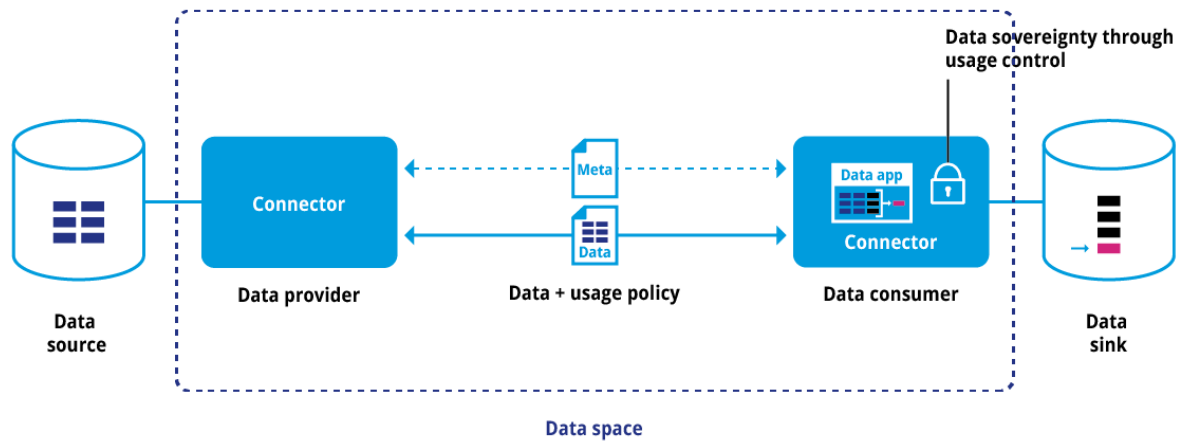 Data sovereignty through
usage control
Meta
Data app
Connector
Connector
Data
Data provider
Data + usage policy
Data consumer
Data
source
Data
sink
Data space